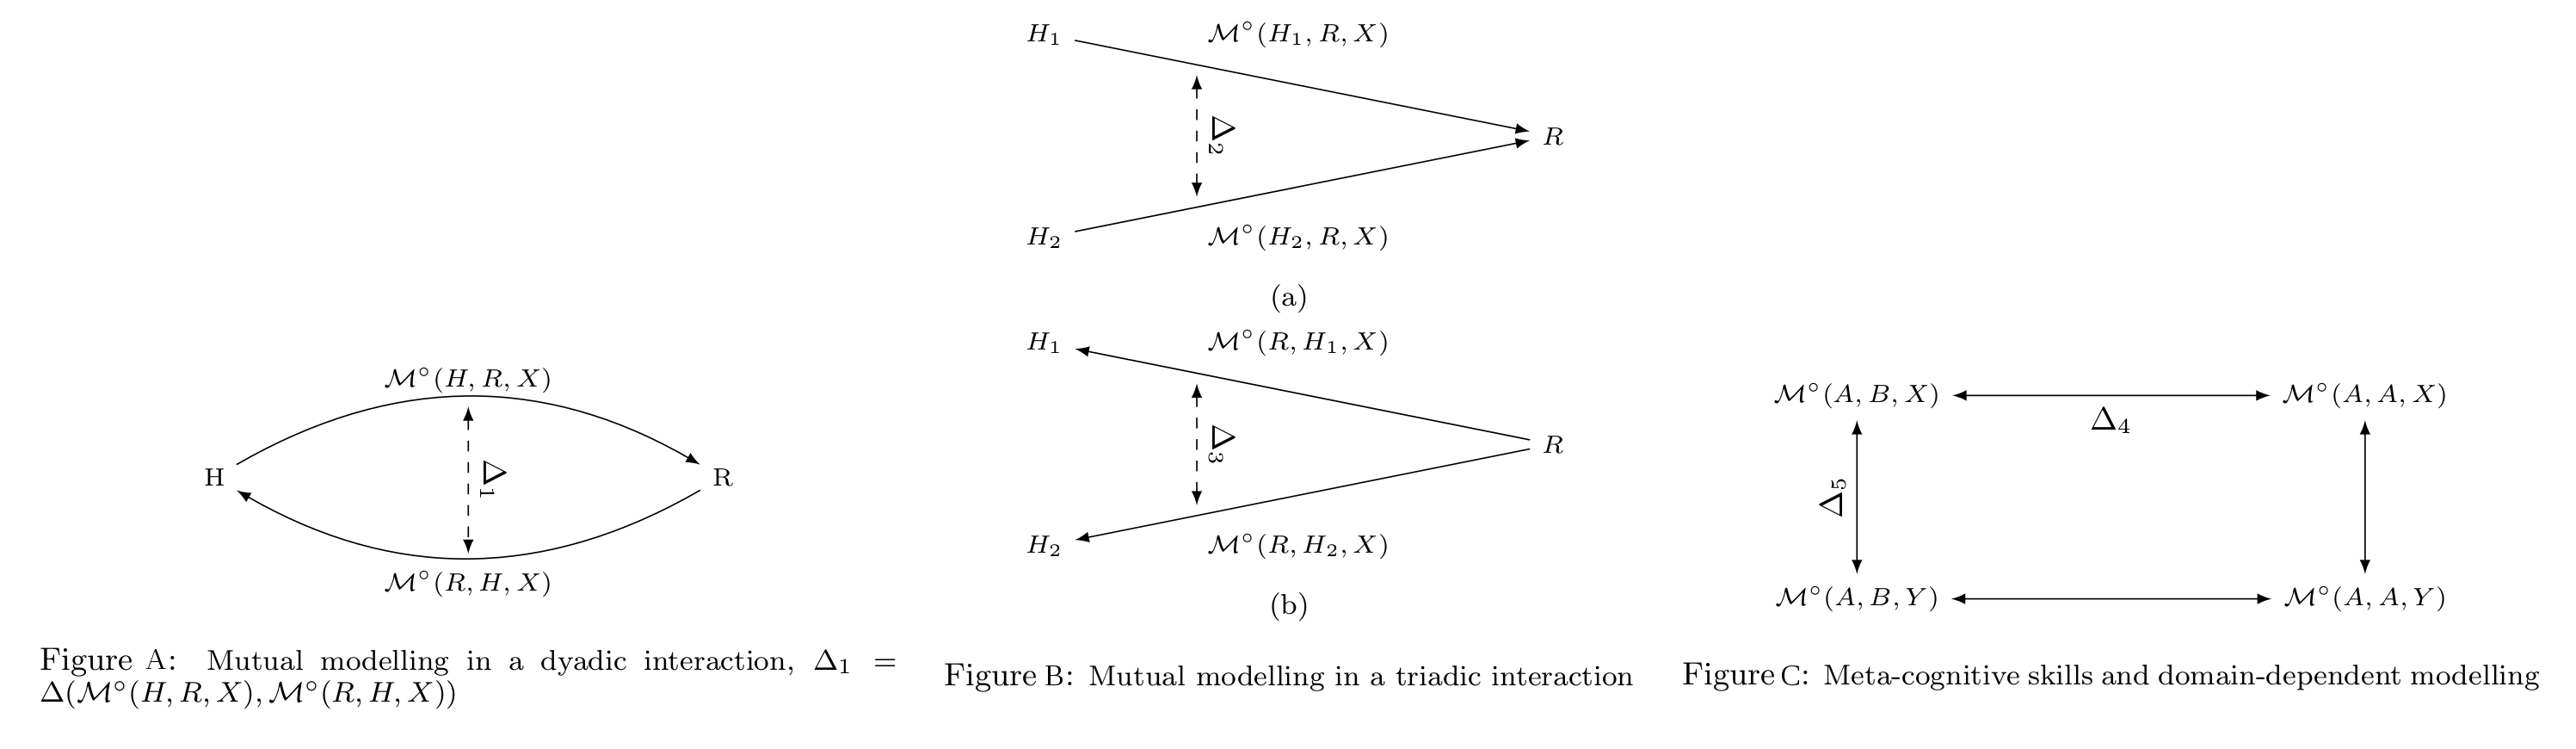 ℳ°(H, R, X)
H
Δ₁
R
ℳ°(R, H, X)
Figure A: Mutual modelling in a dyadic interaction, Δ₁ =
Δ(ℳ°(H, R, X), ℳ°(R, H, X))
H₁
ℳ°(H₁, R, X)
Δ₂
R
H₂
ℳ°(H₂, R, X)
(a)
H₁
ℳ°(R, H₁, X)
Δ₃
R
H₂
ℳ°(R, H₂, X)
(b)
Figure B: Mutual modelling in a triadic interaction
ℳ°(A, B, X)
ℳ°(A, A, X)
Δ₄
Δ₅
ℳ°(A, B, Y)
ℳ°(A, A, Y)
Figure C: Meta-cognitive skills and domain-dependent modelling